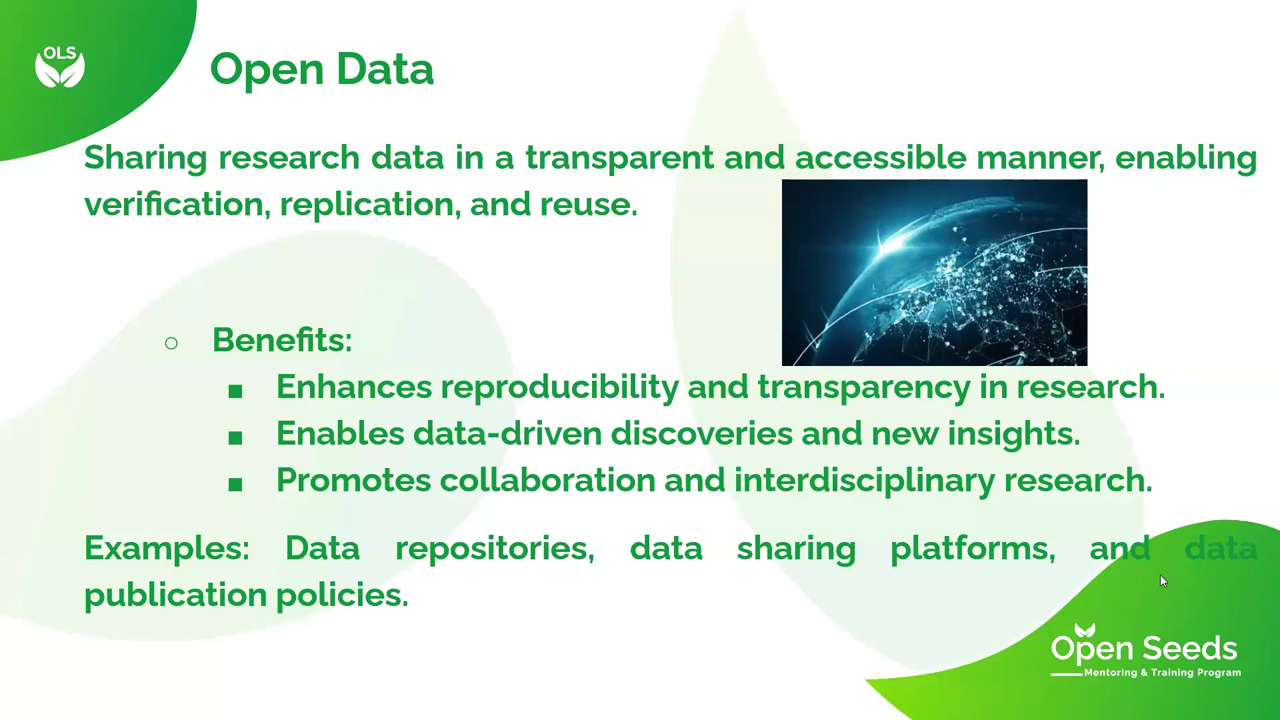 OLS
Open Data
Sharing research data in a transparent and accessible manner, enabling
verification, replication, and reuse.
○ Benefits:
■ Enhances reproducibility and transparency in research.
■ Enables data-driven discoveries and new insights.
■ Promotes collaboration and interdisciplinary research.
Examples: Data repositories, data sharing platforms, and data
publication policies.
Open Seeds
Mentoring & Training Program